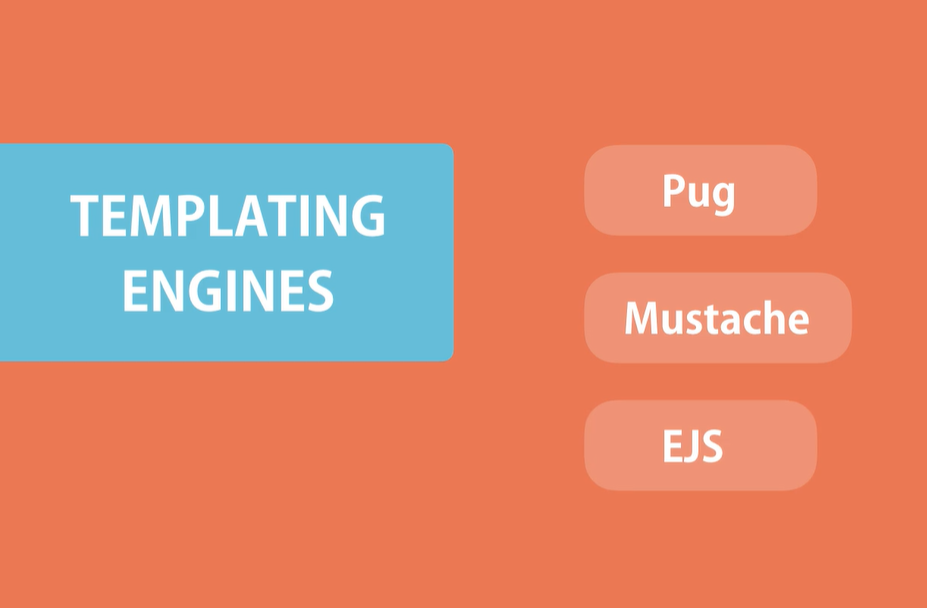 TEMPLATING
ENGINES
Pug
Mustache
EJS